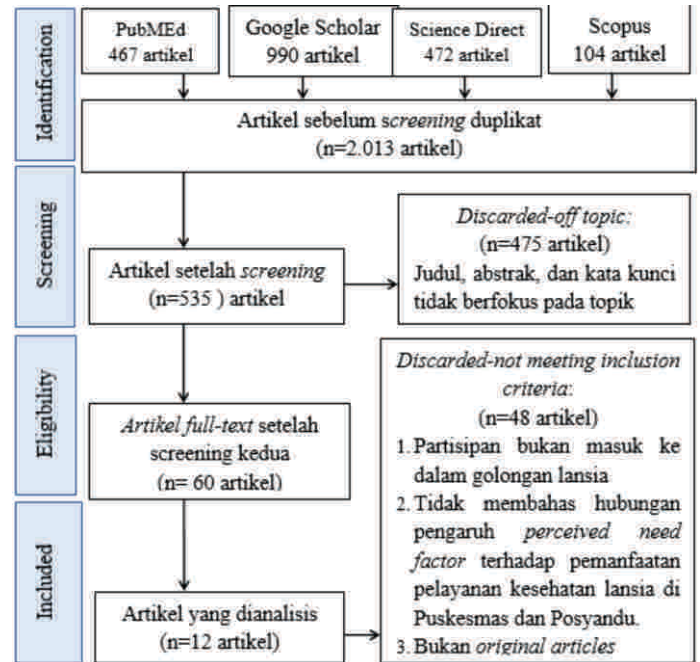 Identification
PubMEd
467 artikel
Google Scholar
990 artikel
Science Direct
472 artikel
Scopus
104 artikel
Artikel sebelum screening duplikat
(n=2.013 artikel)
Screening
Artikel setelah screening
(n=535 ) artikel
Discarded-off topic:
(n=475 artikel)
Judul, abstrak, dan kata kunci
tidak berfokus pada topik
Eligibility
Artikel full-text setelah
screening kedua
(n= 60 artikel)
Discarded-not meeting inclusion
criteria:
(n=48 artikel)
1. Partisipan bukan masuk ke
dalam golongan lansia
2. Tidak membahas hubungan
pengaruh perceived need
factor terhadap pemanfaatan
pelayanan kesehatan lansia di
Puskesmas dan Posyandu.
3. Bukan original articles
Included
Artikel yang dianalisis
(n=12 artikel)